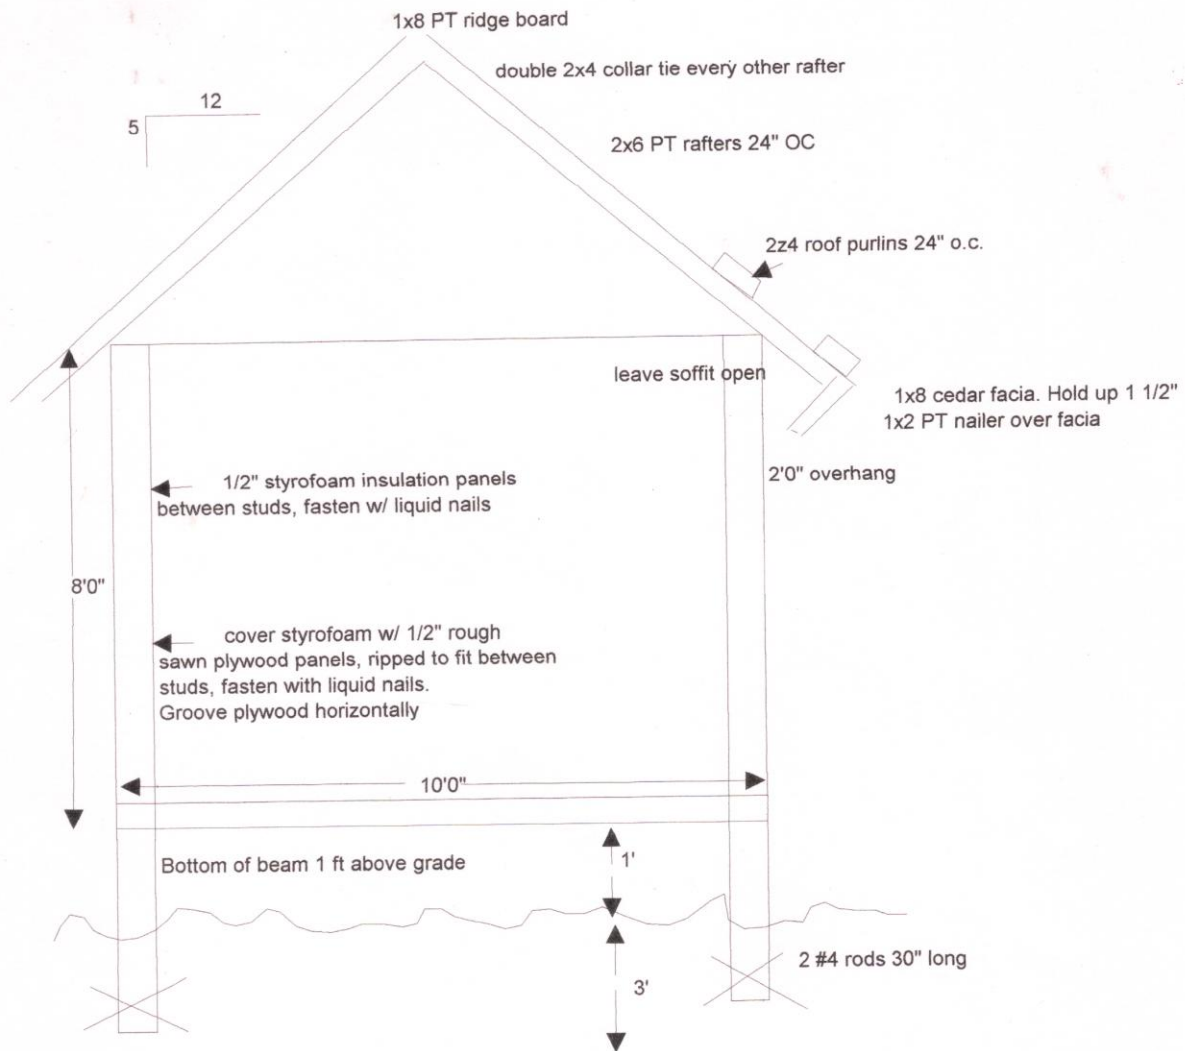 1x8 PT ridge board
double 2x4 collar tie every other rafter
12
5
2x6 PT rafters 24" OC
2z4 roof purlins 24" o.c.
leave soffit open
1x8 cedar facia. Hold up 1 1/2"
1x2 PT nailer over facia
2'0" overhang
1/2" styrofoam insulation panels
between studs, fasten w/ liquid nails
8'0"
cover styrofoam w/ 1/2" rough
sawn plywood panels, ripped to fit between
studs, fasten with liquid nails.
Groove plywood horizontally
10'0"
Bottom of beam 1 ft above grade
1'
2 #4 rods 30" long
3'